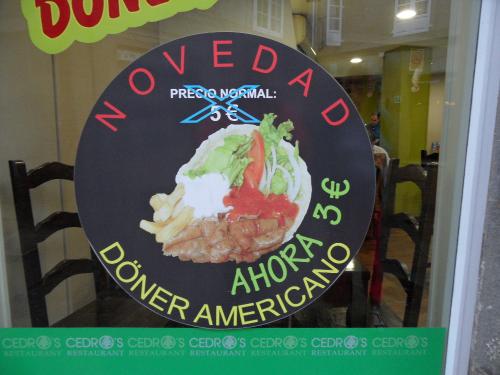 DÖNER
NOVEDAD
PRECIO NORMAL:
5 €
AHORA 3€
DÖNER AMERICANO
CEDRO'S CEDRO'S CEDRO'S CEDRO'S CEDRO'S CEDRO'S CEDRO'S
RESTAURANT RESTAURANT RESTAURANT RESTAURANT RESTAURANT RESTAURANT RESTAURANT